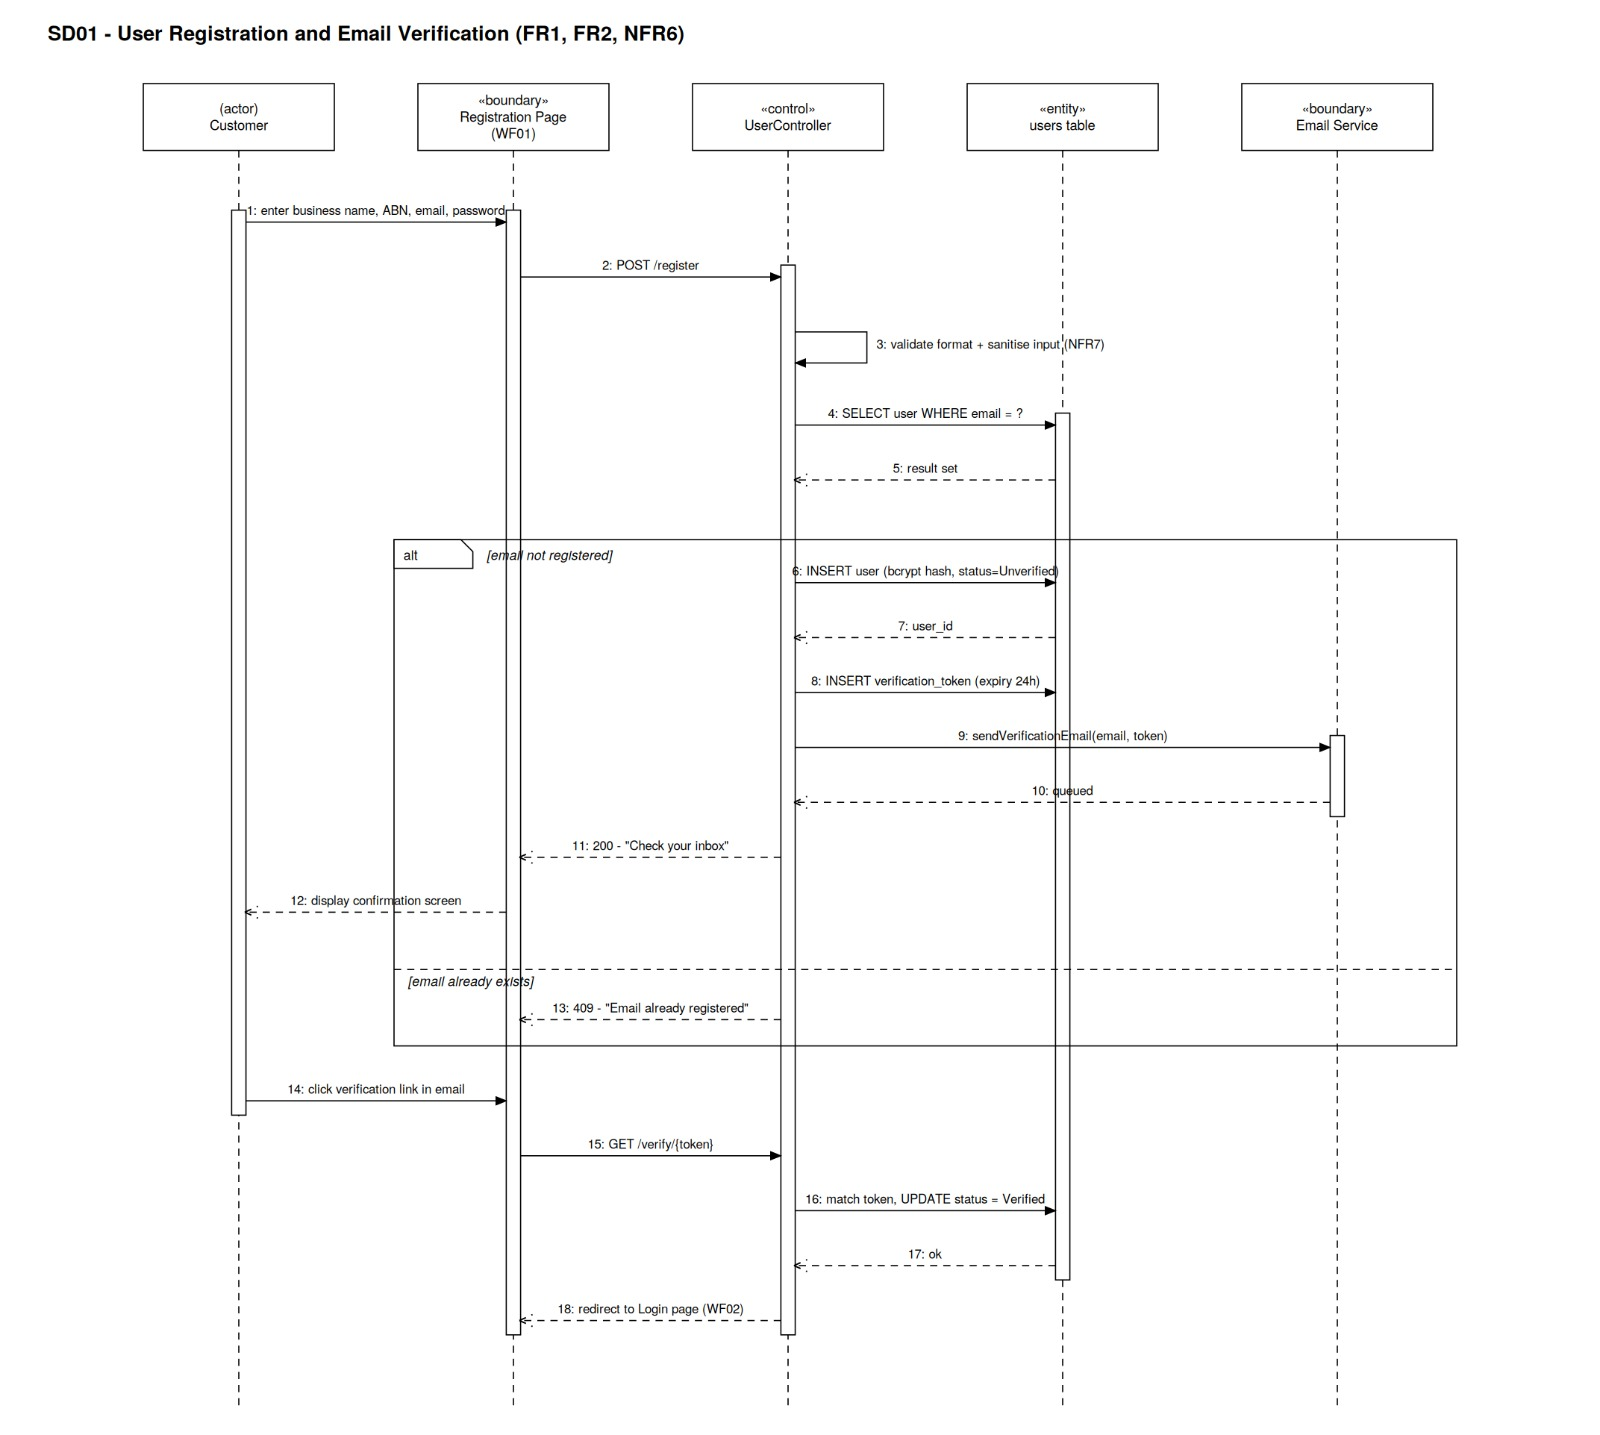 SD01 - User Registration and Email Verification (FR1, FR2, NFR6)
(actor)
Customer
«boundary»
Registration Page
(WF01)
«control»
UserController
«entity»
users table
«boundary»
Email Service
1: enter business name, ABN, email, password
2: POST /register
3: validate format + sanitise input (NFR7)
4: SELECT user WHERE email = ?
5: result set
alt
[email not registered]
6: INSERT user (bcrypt hash, status=Unverified)
7: user_id
8: INSERT verification_token (expiry 24h)
9: sendVerificationEmail(email, token)
10: queued
11: 200 - "Check your inbox"
12: display confirmation screen
[email already exists]
13: 409 - "Email already registered"
14: click verification link in email
15: GET /verify/{token}
16: match token, UPDATE status = Verified
17: ok
18: redirect to Login page (WF02)